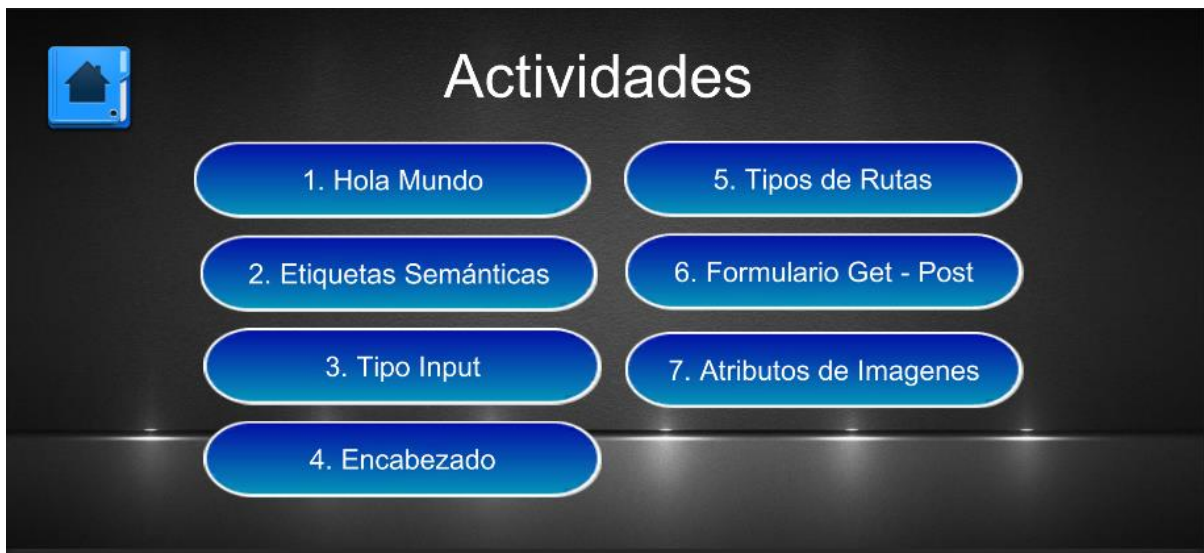 Actividades
1. Hola Mundo
2. Etiquetas Semánticas
3. Tipo Input
4. Encabezado
5. Tipos de Rutas
6. Formulario Get - Post
7. Atributos de Imagenes